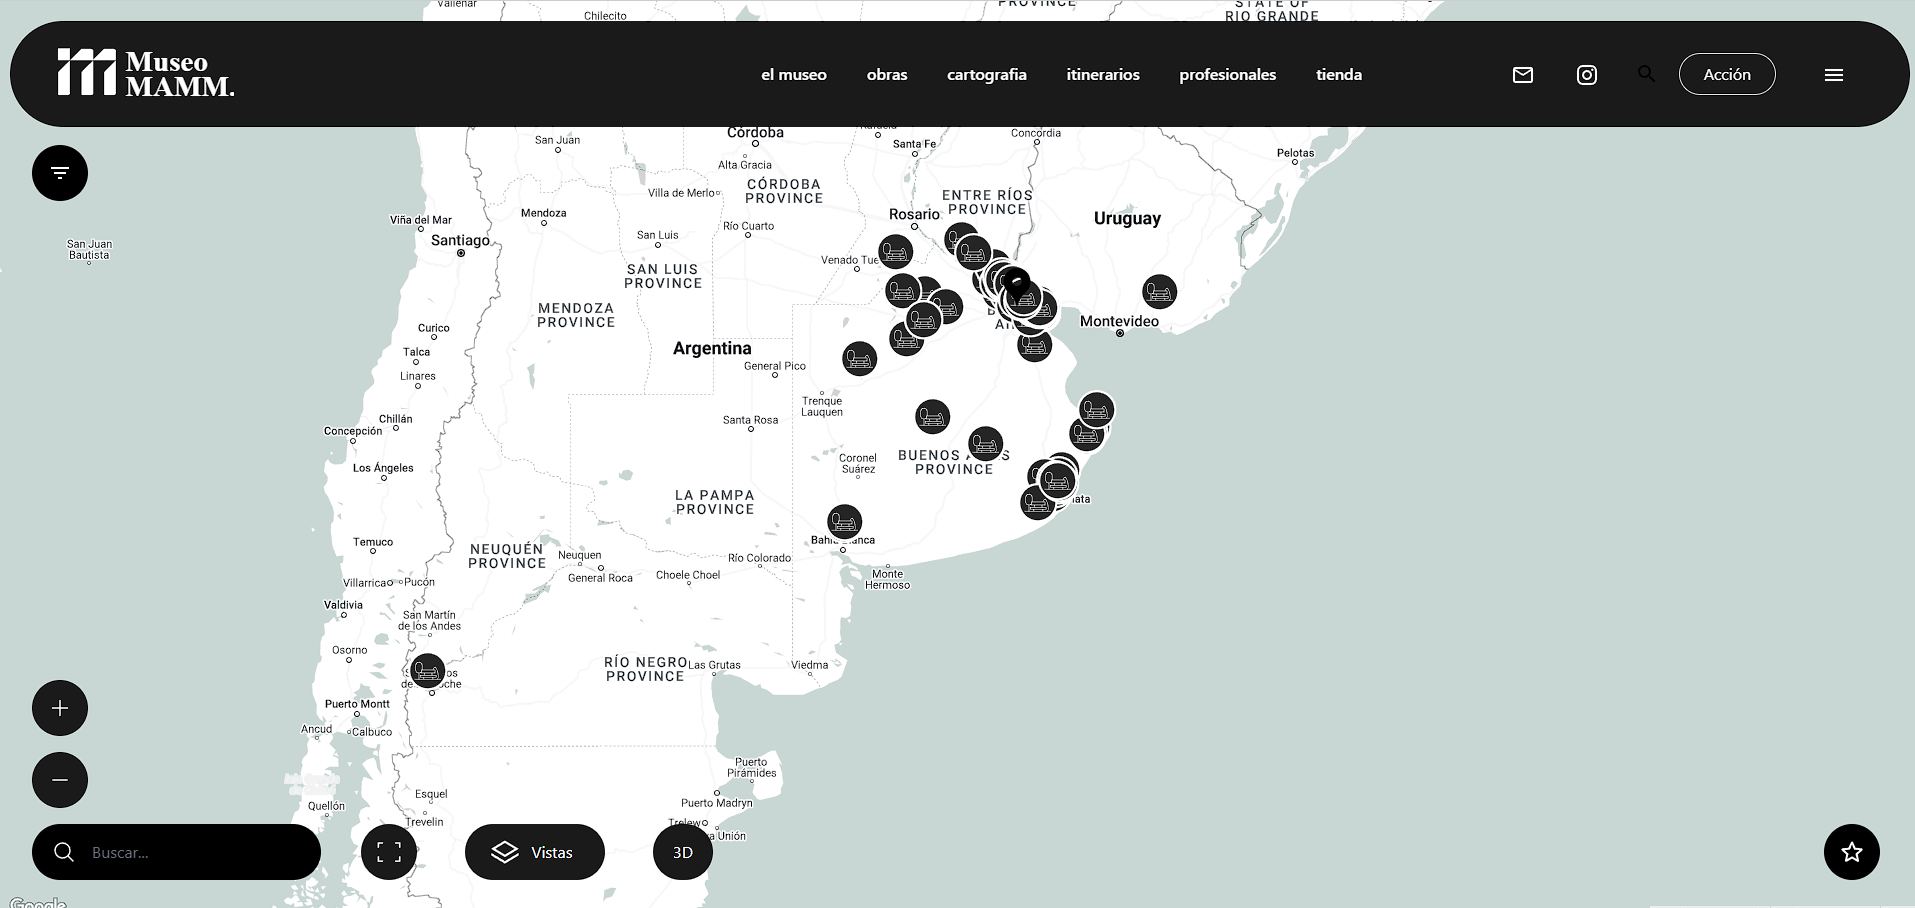 Vallenar
Chilecito
PROVINCE
STATE OF
RIO GRANDE
Museo
MAMM.
el museo
obras
cartografia
itinerarios
profesionales
tienda
Acción
Córdoba
San Juan
Santa Fe
Concordia
Pelotas
Alta Gracia
CÓRDOBA
PROVINCE
Villa de Merlo
ENTRE RÍOS
PROVINCE
Viña del Mar
Mendoza
Rosario
Uruguay
Río Cuarto
San Juan
Bautista
Santiago
San Luis
Venado Tue
SAN LUIS
PROVINCE
MENDOZA
PROVINCE
Montevideo
Curico
Argentina
Talca
General Pico
Linares
Trenque
Lauquen
Chillán
Santa Rosa
Concepción
Coronel
Suárez
BUENOS A
S
PROVINCE
Los Ángeles
LA PAMPA
PROVINCE
ata
Temuco
Bahía Blanca
NEUQUÉN
PROVINCE
Neuquen
Río Colorado
General Roca
Choele Choel
Monte
Hermoso
Villarrica
Pucón
Valdivia
San Martín
de los Andes
Osorno
RÍO NEGRO
PROVINCE
Las Grutas
Viedma
S
os
de
oche
Puerto Montt
Ancud
Calbuco
Puerto
Pirámides
Esquel
Quellón
Puerto Madryn
Trevelin
Trelew
a Unión
Buscar...
Vistas
3D
Google